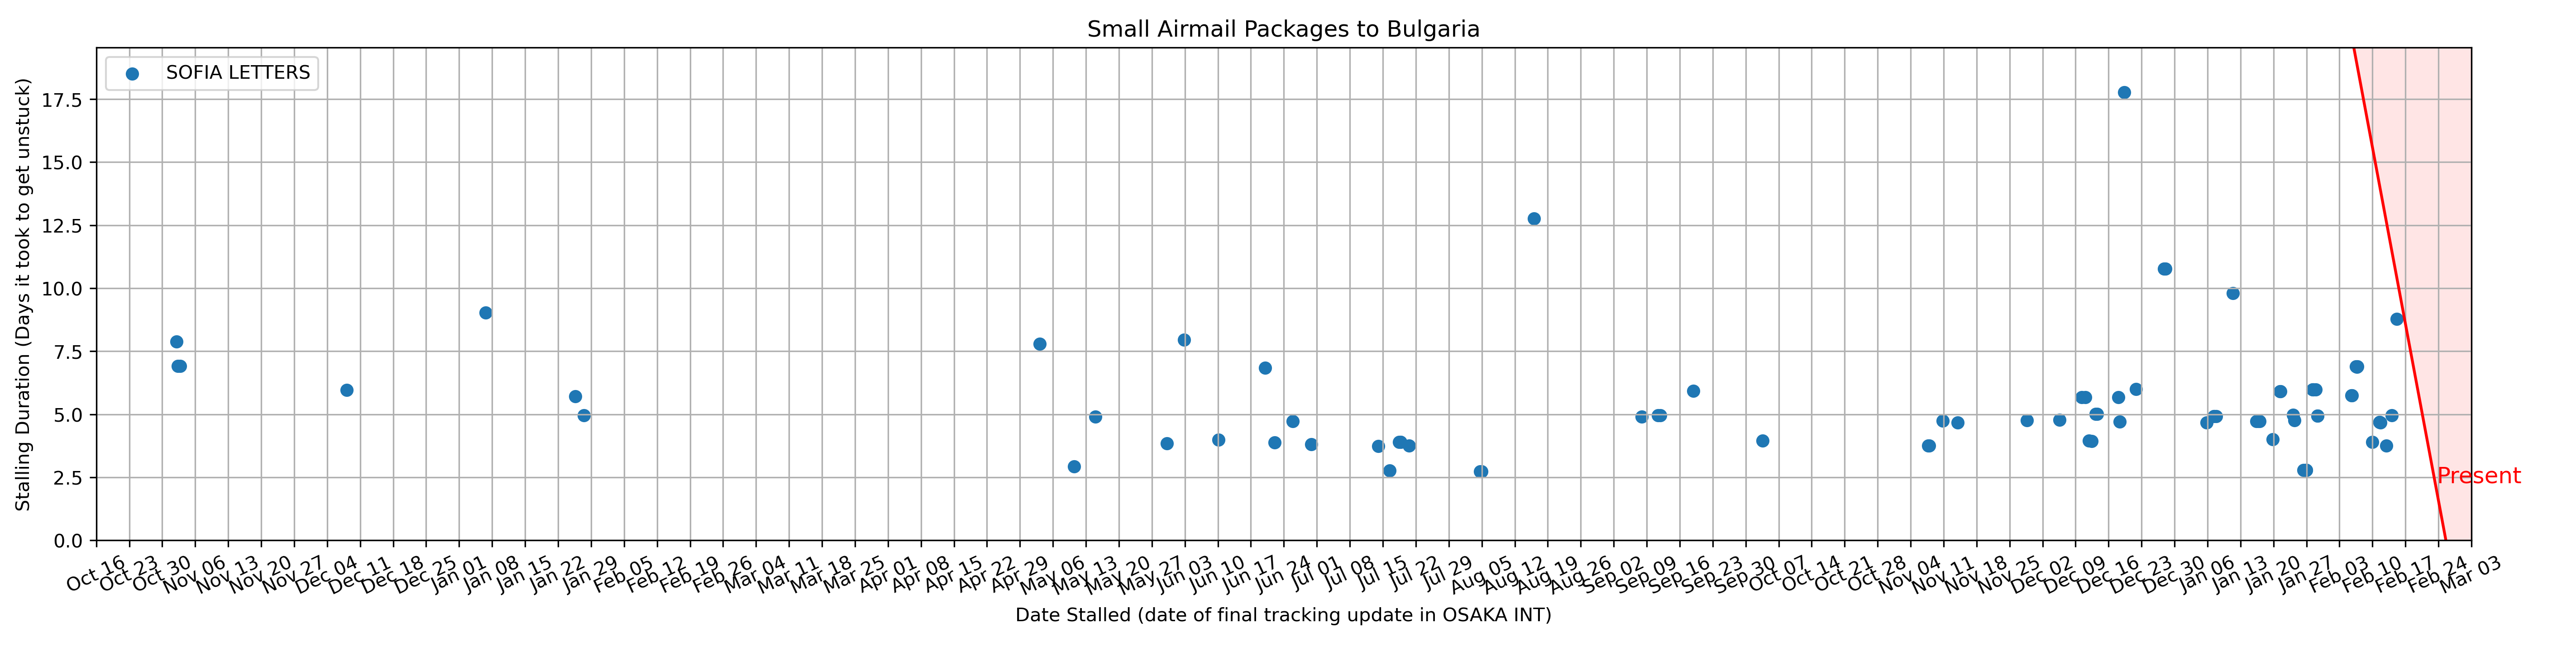 Small Airmail Packages to Bulgaria
SOFIA LETTERS
Stalling Duration (Days it took to get unstuck)
17.5
15.0
12.5
10.0
7.5
5.0
2.5
0.0
Present
Oct 16 Oct 23 Oct 30 Nov 06 Nov 13 Nov 20 Nov 27 Dec 04 Dec 11 Dec 18 Dec 25 Jan 01 Jan 08 Jan 15 Jan 22 Jan 29 Feb 05 Feb 12 Feb 19 Feb 26 Mar 04 Mar 11 Mar 18 Mar 25 Apr 01 Apr 08 Apr 15 Apr 22 Apr 29 May 06 May 13 May 20 May 27 Jun 03 Jun 10 Jun 17 Jun 24 Jul 01 Jul 08 Jul 15 Jul 22 Jul 29 Aug 05 Aug 12 Aug 19 Aug 26 Sep 02 Sep 09 Sep 16 Sep 23 Sep 30 Oct 07 Oct 14 Oct 21 Oct 28 Nov 04 Nov 11 Nov 18 Nov 25 Dec 02 Dec 09 Dec 16 Dec 23 Dec 30 Jan 06 Jan 13 Jan 20 Jan 27 Feb 03 Feb 10 Feb 17 Feb 24 Mar 03
Date Stalled (date of final tracking update in OSAKA INT)